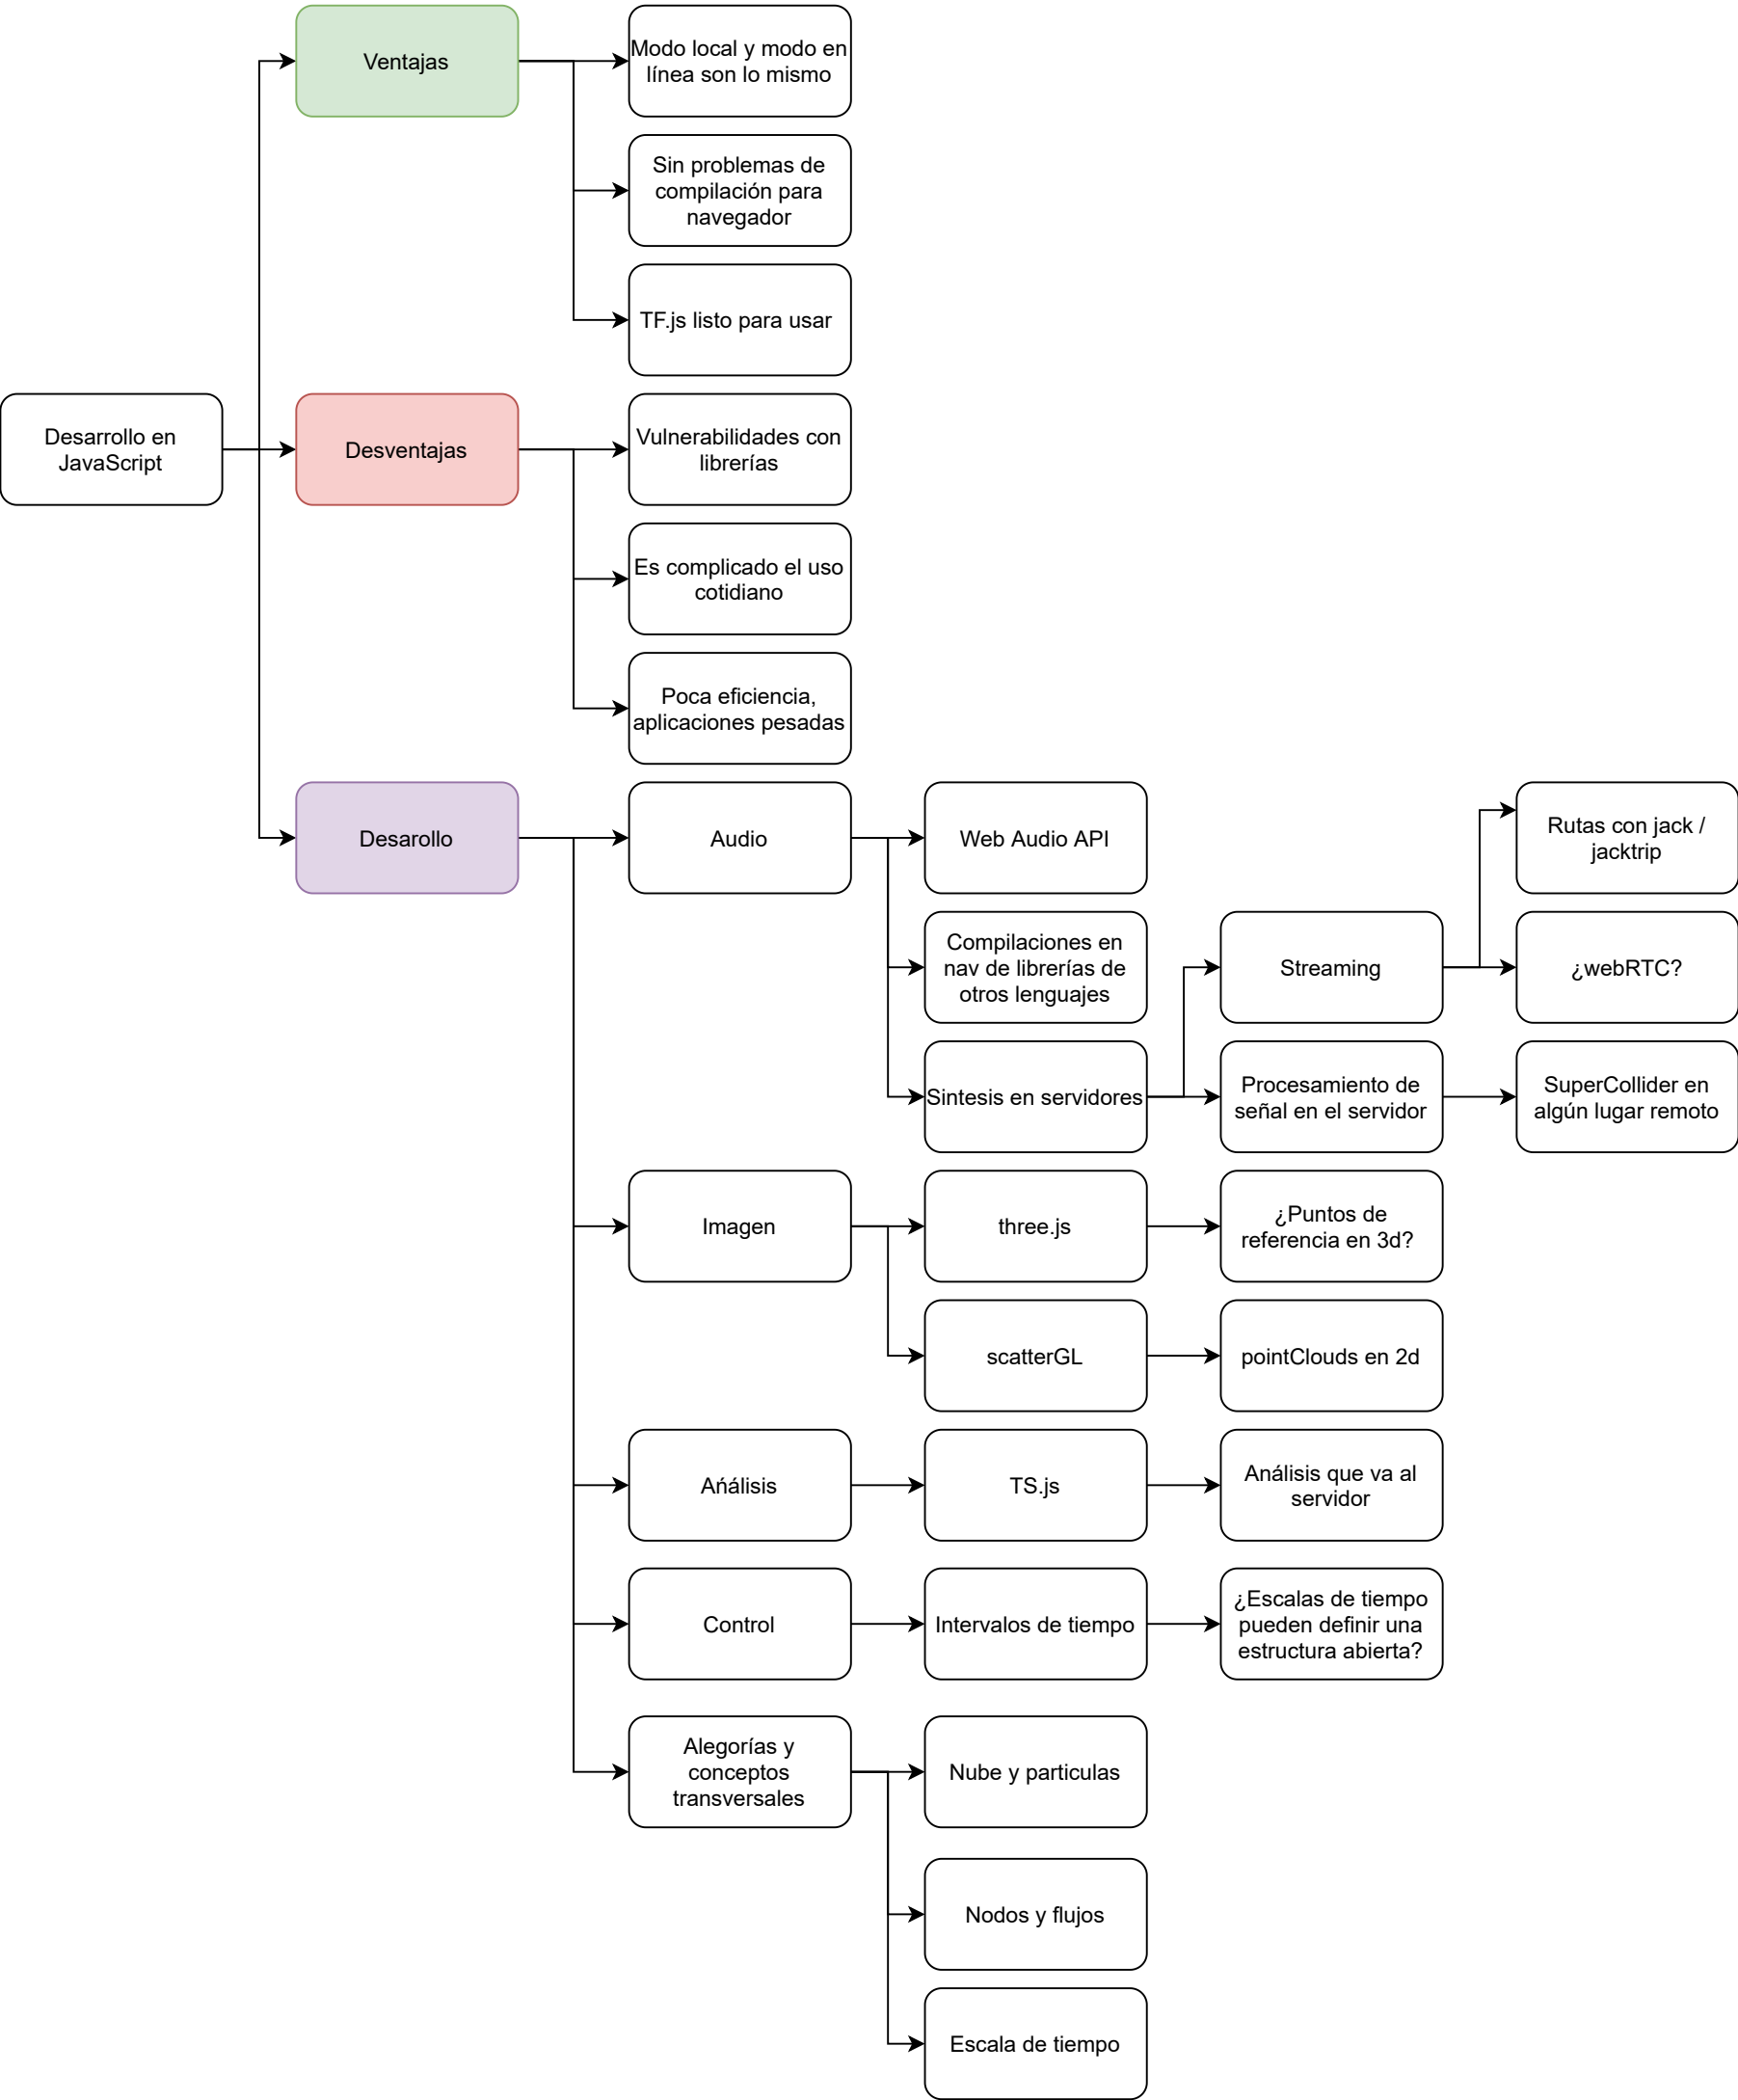 Ventajas
Modo local y modo en
línea son lo mismo
Sin problemas de
compilación para
navegador
TF.js listo para usar
Desarrollo en
JavaScript
Desventajas
Vulnerabilidades con
librerías
Es complicado el uso
cotidiano
Poca eficiencia,
aplicaciones pesadas
Desarollo
Audio
Web Audio API
Rutas con jack /
jacktrip
Compilaciones en
nav de librerías de
otros lenguajes
Streaming
¿webRTC?
Sintesis en servidores
Procesamiento de
señal en el servidor
SuperCollider en
algún lugar remoto
Imagen
three.js
¿Puntos de
referencia en 3d?
scatterGL
pointClouds en 2d
Ańálisis
TS.js
Análisis que va al
servidor
Control
Intervalos de tiempo
¿Escalas de tiempo
pueden definir una
estructura abierta?
Alegorías y
conceptos
transversales
Nube y particulas
Nodos y flujos
Escala de tiempo